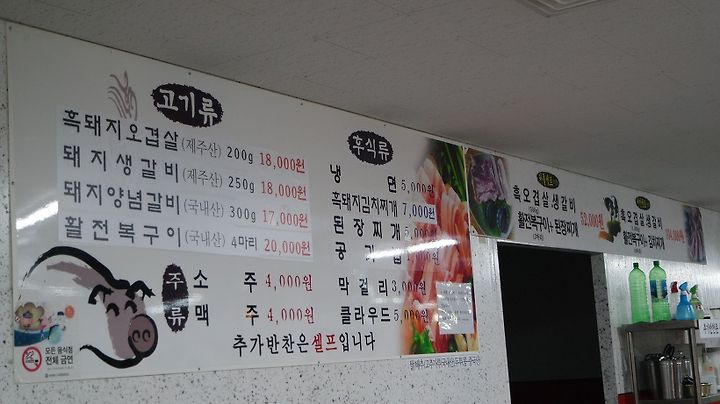 고기류
흑돼지오겹살(제주산) 200g 18,000원
돼지생갈비(제주산) 250g 18,000원
돼지양념갈비(국내산) 300g 17,000원
활전복구이(국내산) 4마리 20,000원
주류
소주 4,000원
맥주 4,000원
후식류
냉면 5,000원
흑돼지김치찌개 7,000원
된장찌개 5,000원
공기밥
막걸리 3,000원
클라우드 5,000원
추가반찬은 셀프입니다
모든 음식점
전체 금연
흑오겹살생갈비
활전복구이+된장찌개
흑오겹살생갈비
활전복구이+김치찌개